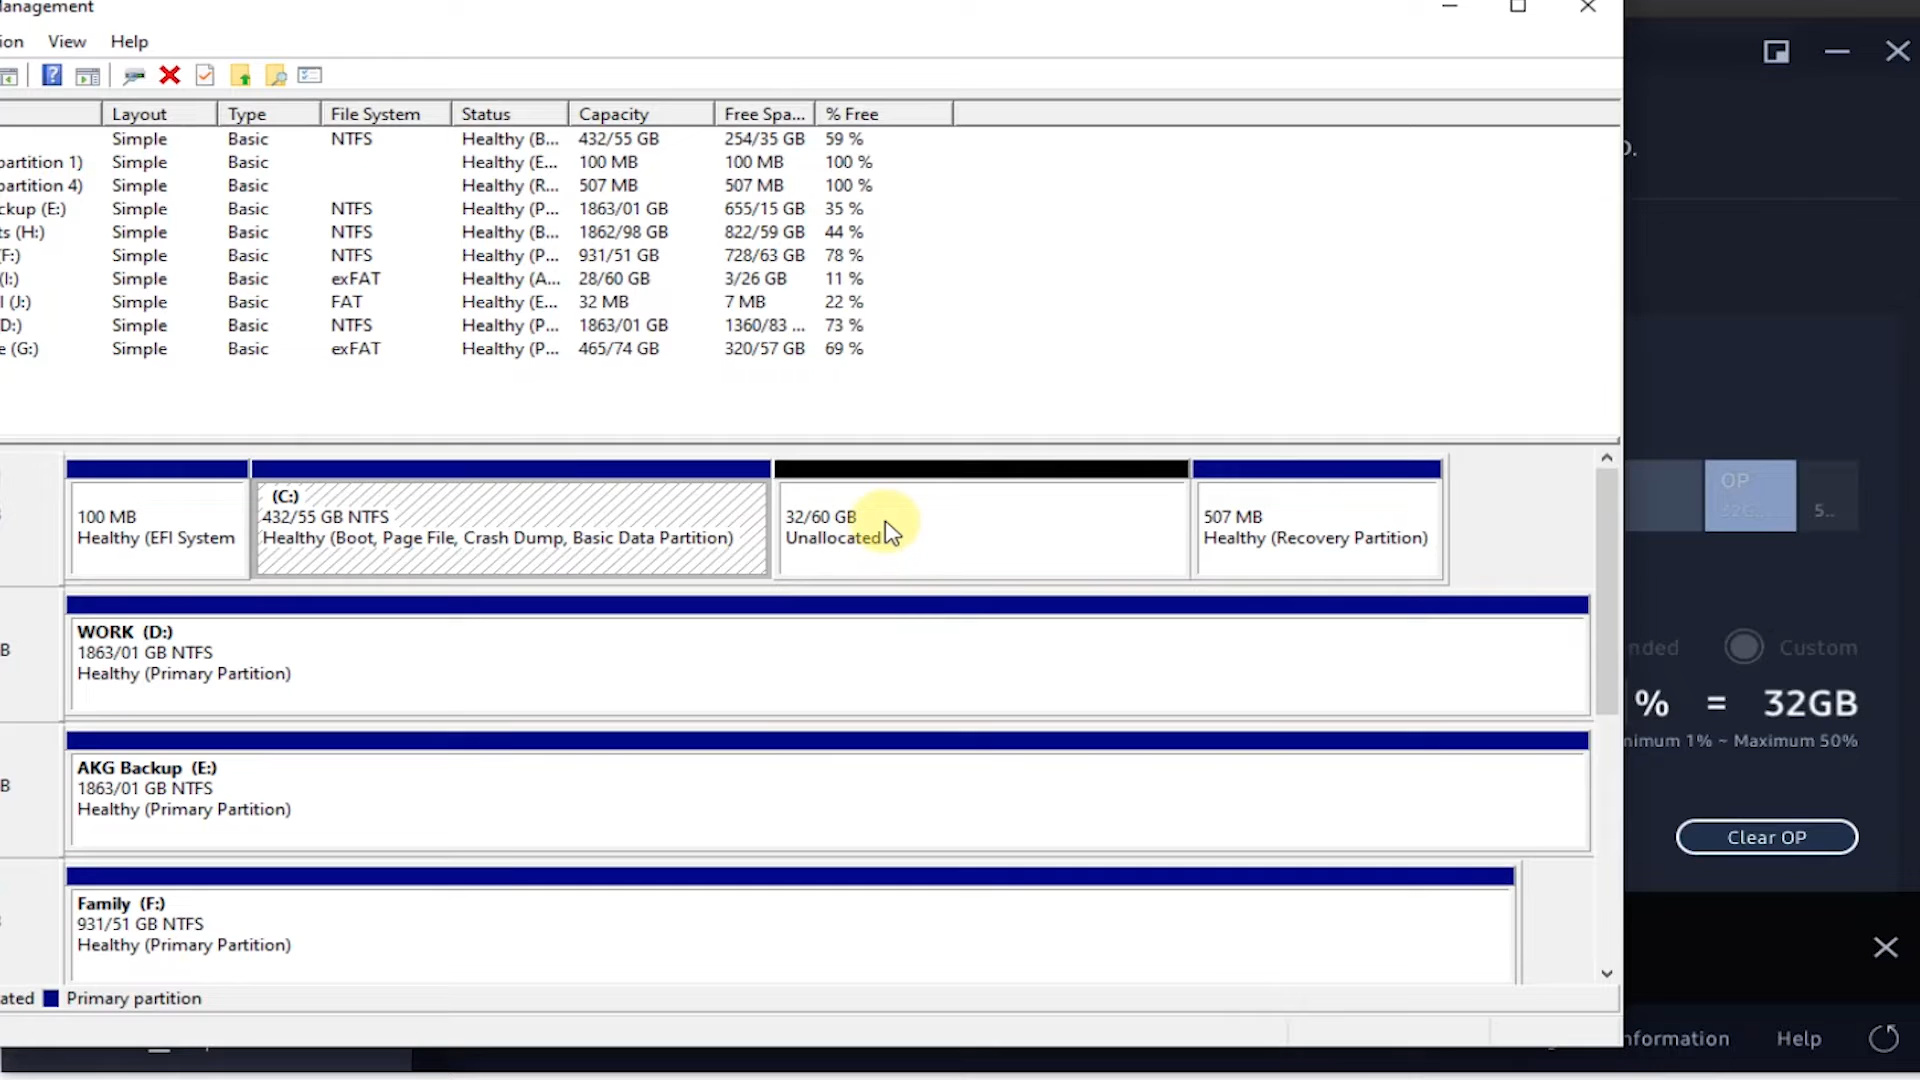 anagement
ion View Help
Layout Type File System Status Capacity Free Spa... % Free
Simple Basic NTFS Healthy (B... 432/55 GB 254/35 GB 59 %
partition 1) Simple Basic Healthy (E... 100 MB 100 MB 100 %
partition 4) Simple Basic Healthy (R... 507 MB 507 MB 100 %
ckup (E:) Simple Basic NTFS Healthy (P... 1863/01 GB 655/15 GB 35 %
ts (H:) Simple Basic NTFS Healthy (B... 1862/98 GB 822/59 GB 44 %
(F:) Simple Basic NTFS Healthy (P... 931/51 GB 728/63 GB 78 %
(I:) Simple Basic exFAT Healthy (A... 28/60 GB 3/26 GB 11 %
l (J:) Simple Basic FAT Healthy (E... 32 MB 7 MB 22 %
D:) Simple Basic NTFS Healthy (P... 1863/01 GB 1360/83 ... 73 %
e (G:) Simple Basic exFAT Healthy (P... 465/74 GB 320/57 GB 69 %
100 MB
Healthy (EFI System
(C:)
432/55 GB NTFS
Healthy (Boot, Page File, Crash Dump, Basic Data Partition)
32/60 GB
Unallocated
507 MB
Healthy (Recovery Partition)
WORK (D:)
1863/01 GB NTFS
Healthy (Primary Partition)
AKG Backup (E:)
1863/01 GB NTFS
Healthy (Primary Partition)
Family (F:)
931/51 GB NTFS
Healthy (Primary Partition)
ated Primary partition
OP
5..
nded Custom
% = 32GB
nimum 1% ~ Maximum 50%
Clear OP
nformation Help